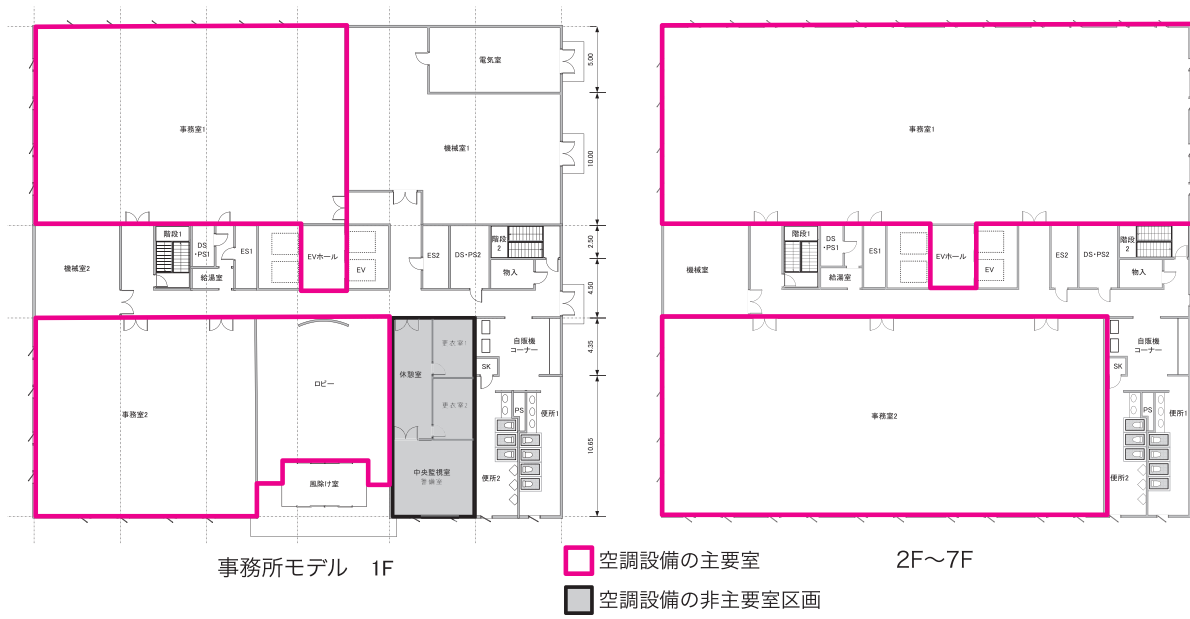 電気室
5.00
事務室1
機械室1
10.00
階段1
DS
・PS1
ES1
EVホール
EV
ES2
DS・PS2
階段
2
2.50
機械室2
給湯室
物入
4.50
更衣室1
自販機
コーナー
4.35
休憩室
SK
ロビー
更衣室2
事務室2
PS
便所1
10.65
中央監視室
警備室
便所2
風除け室
事務所モデル 1F
事務室1
階段1
DS
・PS1
ES1
EVホール
EV
ES2
DS・PS2
階段
2
機械室
給湯室
物入
自販機
コーナー
SK
事務室2
PS
便所1
便所2
2F～7F
空調設備の主要室
空調設備の非主要室区画